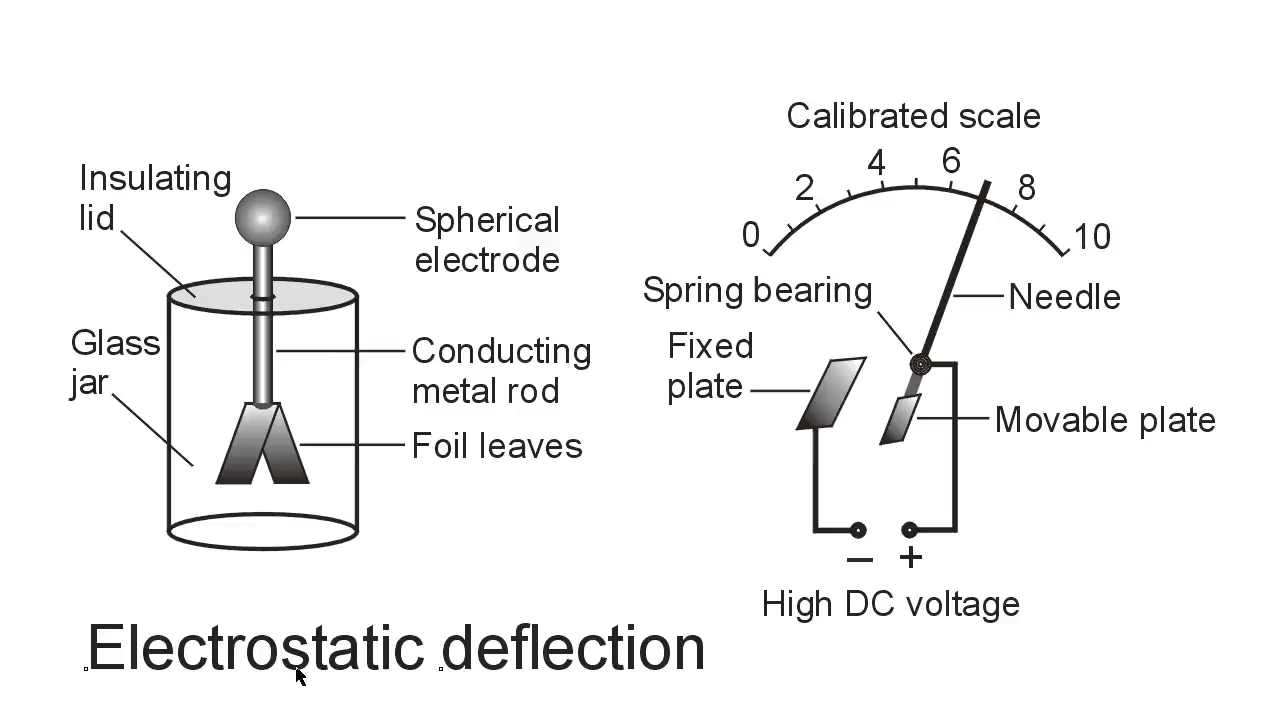 Insulating
lid
Spherical
electrode
Glass
jar
Conducting
metal rod
Foil leaves
Calibrated scale
0 2 4 6 8 10
Spring bearing
Needle
Fixed
plate
Movable plate
– +
High DC voltage
Electrostatic deflection